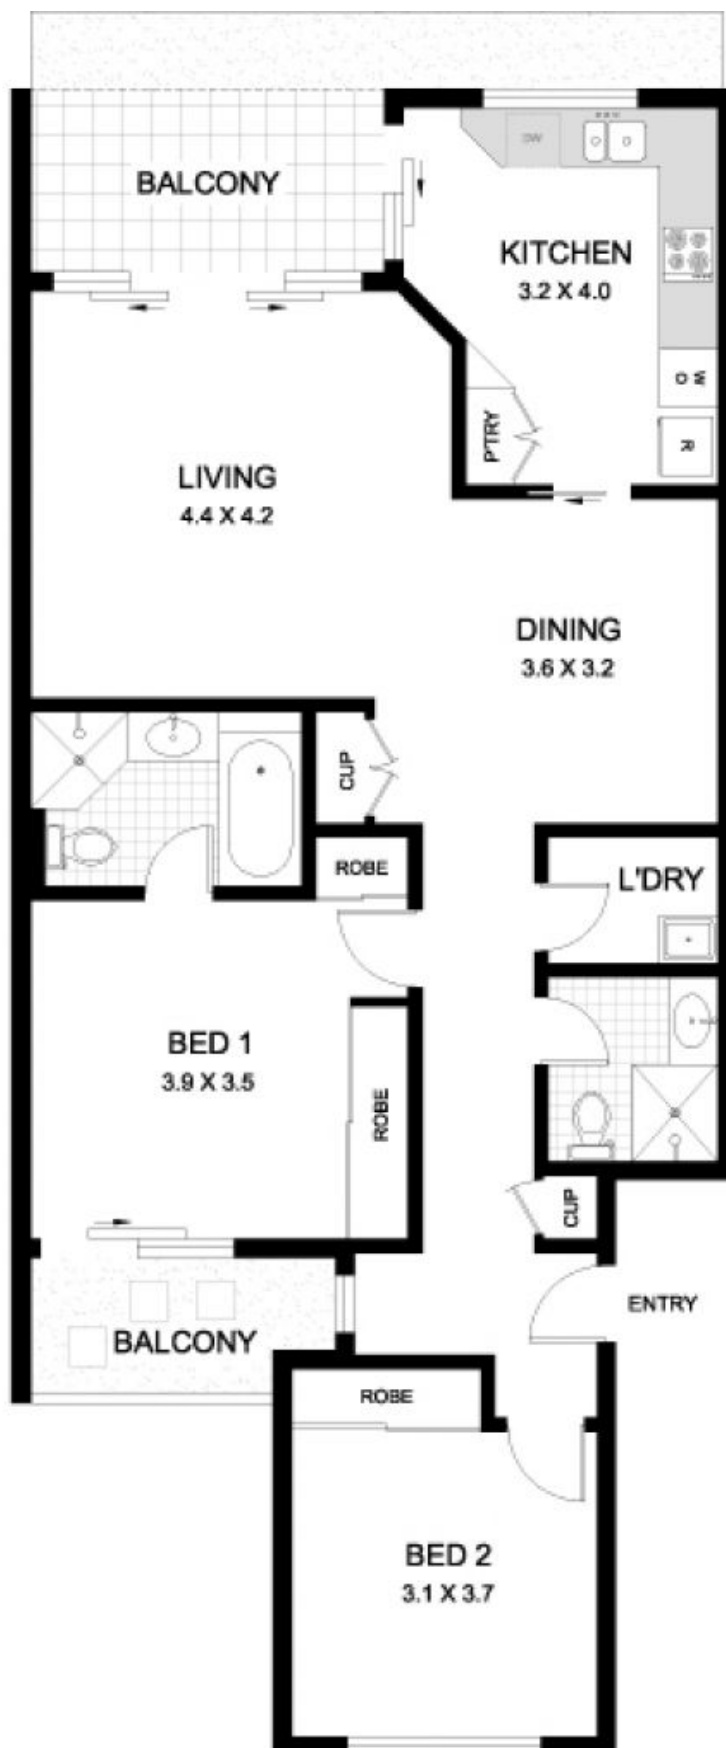 BALCONY
DW
KITCHEN
3.2 X 4.0
W O
R
P'TRY
LIVING
4.4 X 4.2
DINING
3.6 X 3.2
CUP
ROBE
L'DRY
BED 1
3.9 X 3.5
ROBE
CUP
ENTRY
BALCONY
ROBE
BED 2
3.1 X 3.7